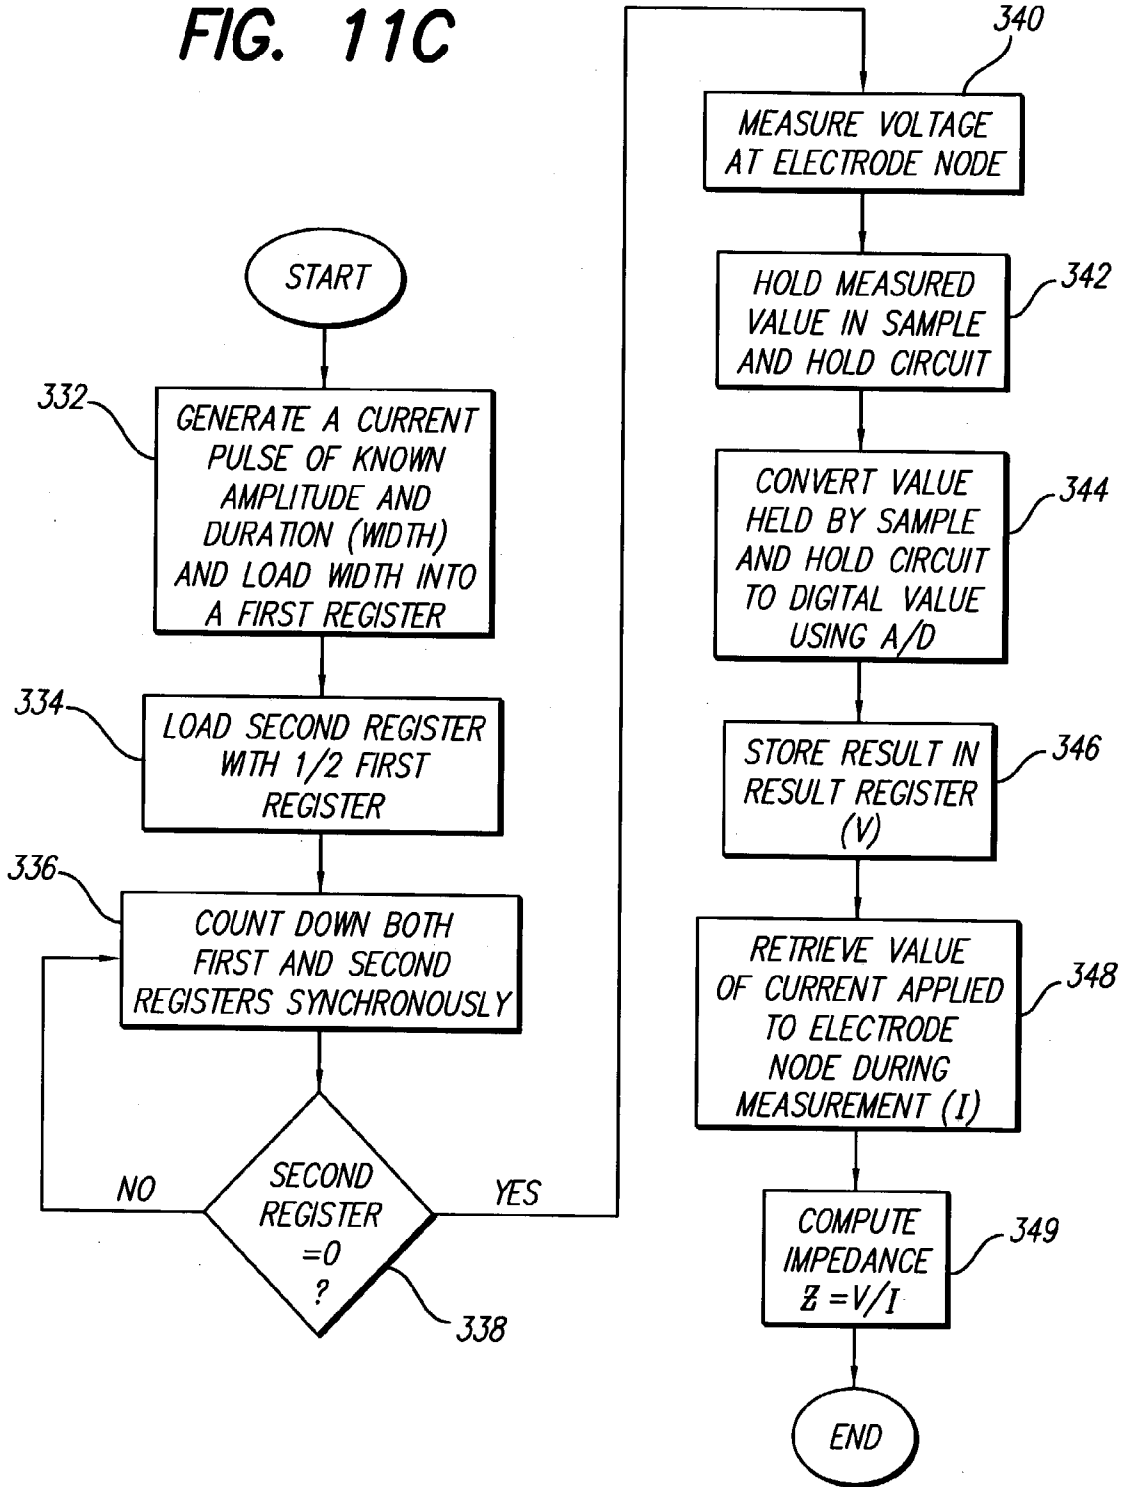 FIG. 11C
START
332
GENERATE A CURRENT
PULSE OF KNOWN
AMPLITUDE AND
DURATION (WIDTH)
AND LOAD WIDTH INTO
A FIRST REGISTER
334
LOAD SECOND REGISTER
WITH 1/2 FIRST
REGISTER
336
COUNT DOWN BOTH
FIRST AND SECOND
REGISTERS SYNCHRONOUSLY
NO
SECOND
REGISTER
=0
?
YES
338
340
MEASURE VOLTAGE
AT ELECTRODE NODE
342
HOLD MEASURED
VALUE IN SAMPLE
AND HOLD CIRCUIT
344
CONVERT VALUE
HELD BY SAMPLE
AND HOLD CIRCUIT
TO DIGITAL VALUE
USING A/D
346
STORE RESULT IN
RESULT REGISTER
(V)
348
RETRIEVE VALUE
OF CURRENT APPLIED
TO ELECTRODE
NODE DURING
MEASUREMENT (I)
349
COMPUTE
IMPEDANCE
Z = V/I
END